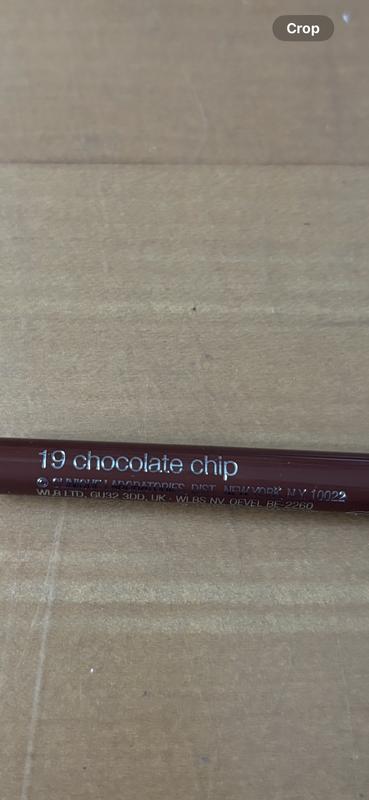 Crop
19 chocolate chip
© CLINIQUE LABORATORIES, DIST. NEW YORK, N.Y. 10022
WLB LTD, GU32 3DD, UK - WLBS NV, OEVEL BE-2260